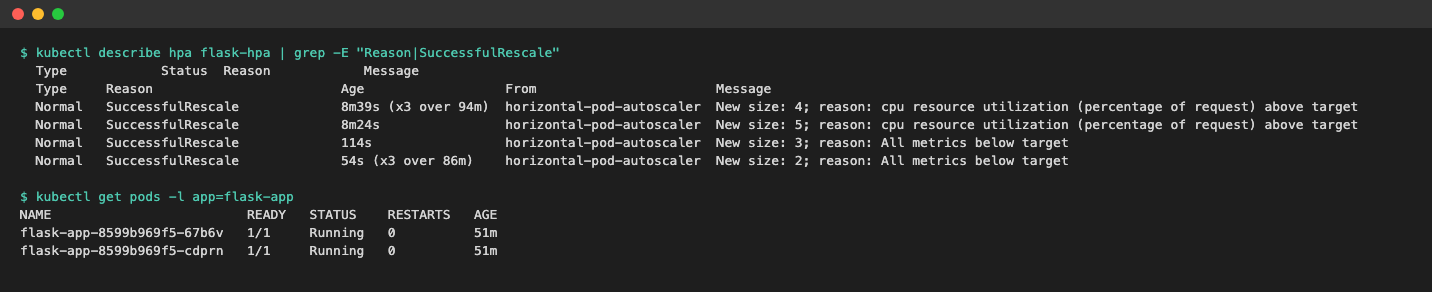 $ kubectl describe hpa flask-hpa | grep -E "Reason|SuccessfulRescale"
  Type            Status  Reason            Message
  Type     Reason                        Age                From                       Message
  Normal   SuccessfulRescale             8m39s (x3 over 94m)  horizontal-pod-autoscaler  New size: 4; reason: cpu resource utilization (percentage of request) above target
  Normal   SuccessfulRescale             8m24s                horizontal-pod-autoscaler  New size: 5; reason: cpu resource utilization (percentage of request) above target
  Normal   SuccessfulRescale             114s                 horizontal-pod-autoscaler  New size: 3; reason: All metrics below target
  Normal   SuccessfulRescale             54s (x3 over 86m)    horizontal-pod-autoscaler  New size: 2; reason: All metrics below target
$ kubectl get pods -l app=flask-app
NAME                         READY   STATUS    RESTARTS   AGE
flask-app-8599b969f5-67b6v   1/1     Running   0          51m
flask-app-8599b969f5-cdprn   1/1     Running   0          51m